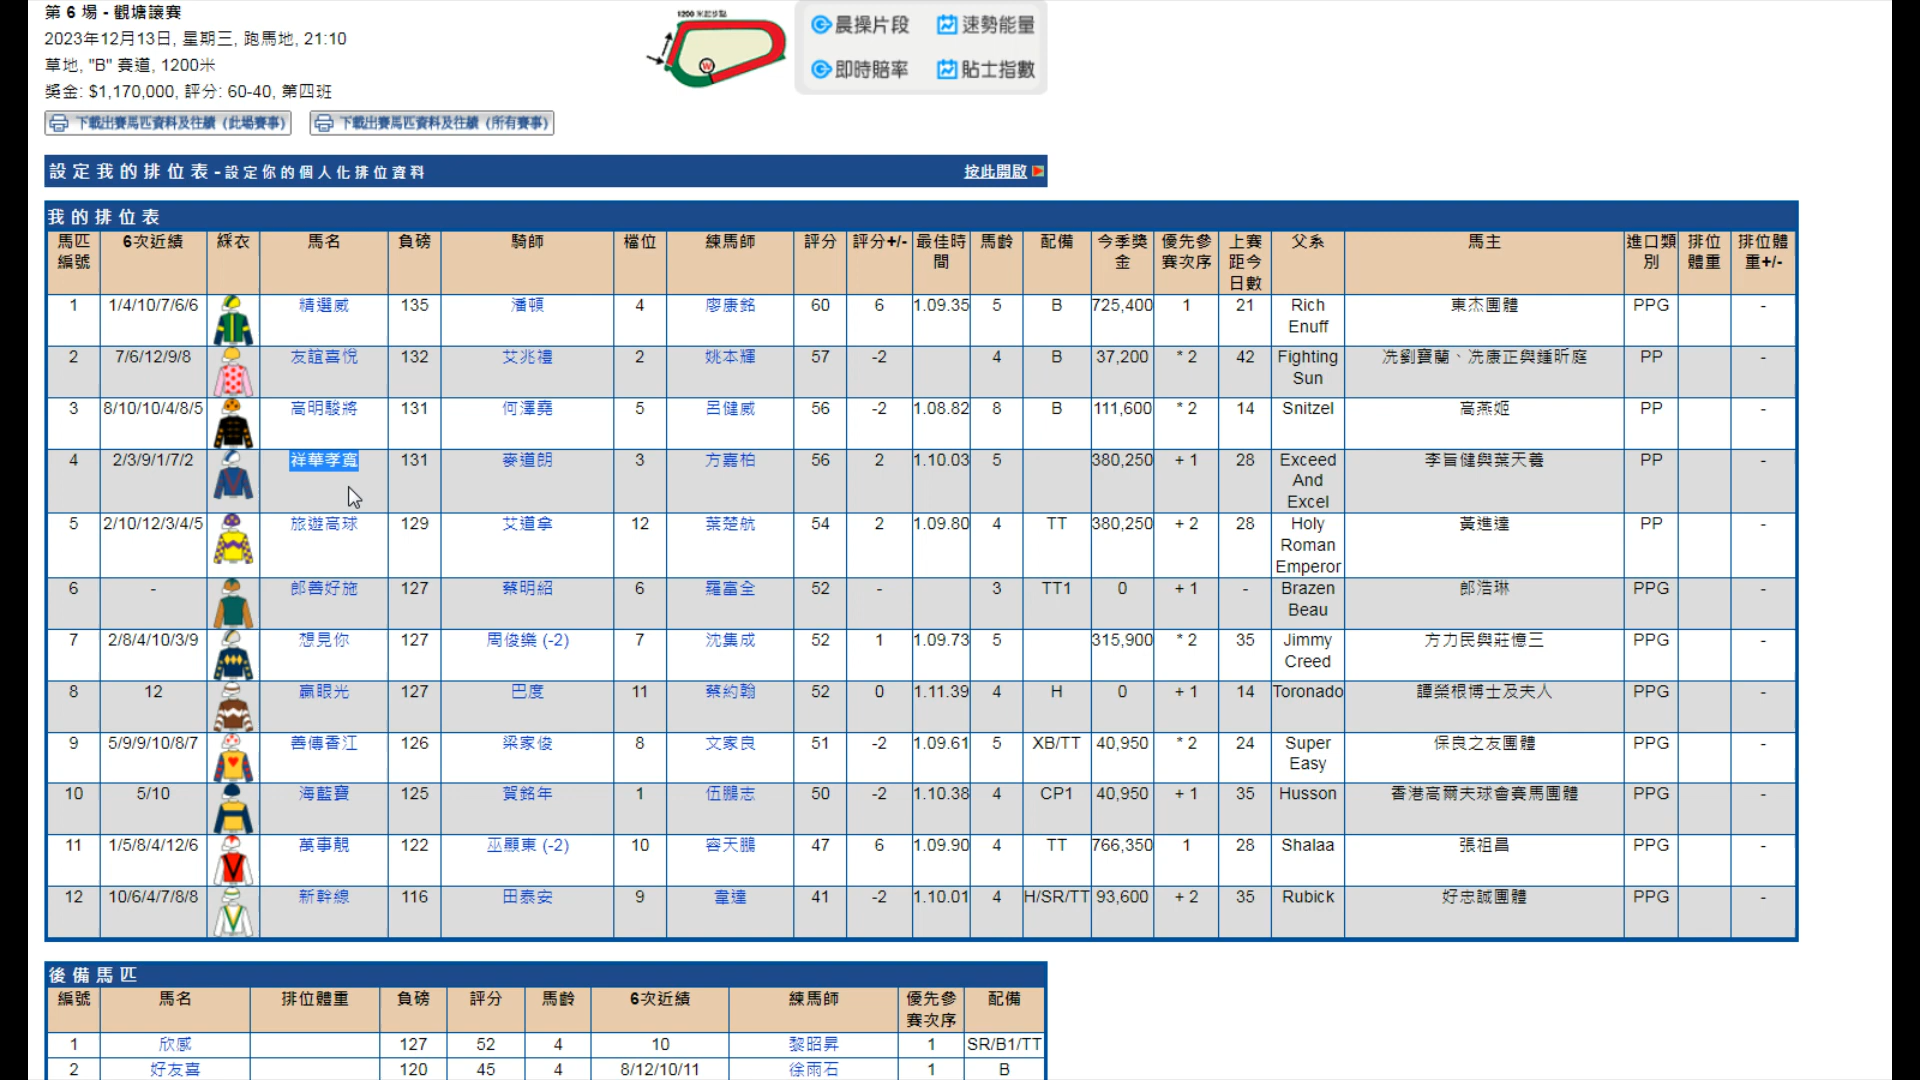 第 6 場 - 觀塘讓賽
2023年12月13日, 星期三, 跑馬地, 21:10
草地, "B" 賽道, 1200米
獎金: $1,170,000, 評分: 60-40, 第四班
下載出賽馬匹資料及往績 (此場賽事) 下載出賽馬匹資料及往績 (所有賽事)
1200 米起步點
W
晨操片段 速勢能量
即時賠率 貼士指數
設定我的排位表-設定你的個人化排位資料 按此開啟
我的排位表
馬匹編號 6次近績 綵衣 馬名 負磅 騎師 檔位 練馬師 評分 評分+/- 最佳時間 馬齡 配備 今季獎金 優先參賽次序 上賽距今日數 父系 馬主 進口類別 排位體重 排位體重+/-
1 1/4/10/7/6/6 精選威 135 潘頓 4 廖康銘 60 6 1.09.35 5 B 725,400 1 21 Rich Enuff 東杰團體 PPG -
2 7/6/12/9/8 友誼喜悅 132 艾兆禮 2 姚本輝 57 -2 4 B 37,200 * 2 42 Fighting Sun 冼劉寶蘭、冼康正與鍾昕庭 PP -
3 8/10/10/4/8/5 高明駿將 131 何澤堯 5 呂健威 56 -2 1.08.82 8 B 111,600 * 2 14 Snitzel 高燕姬 PP -
4 2/3/9/1/7/2 祥華孝寬 131 麥道朗 3 方嘉柏 56 2 1.10.03 5 380,250 + 1 28 Exceed And Excel 李旨健與葉天養 PP -
5 2/10/12/3/4/5 旅遊高球 129 艾道拿 12 葉楚航 54 2 1.09.80 4 TT 380,250 + 2 28 Holy Roman Emperor 黃進達 PP -
6 - 郎善好施 127 蔡明紹 6 羅富全 52 - 3 TT1 0 + 1 - Brazen Beau 郎浩琳 PPG -
7 2/8/4/10/3/9 想見你 127 周俊樂 (-2) 7 沈集成 52 1 1.09.73 5 315,900 * 2 35 Jimmy Creed 方力民與莊憶三 PPG -
8 12 贏眼光 127 巴度 11 蔡約翰 52 0 1.11.39 4 H 0 + 1 14 Toronado 譚榮根博士及夫人 PPG -
9 5/9/9/10/8/7 善傳香江 126 梁家俊 8 文家良 51 -2 1.09.61 5 XB/TT 40,950 * 2 24 Super Easy 保良之友團體 PPG -
10 5/10 海藍寶 125 賀銘年 1 伍鵬志 50 -2 1.10.38 4 CP1 40,950 + 1 35 Husson 香港高爾夫球會賽馬團體 PPG -
11 1/5/8/4/12/6 萬事靚 122 巫顯東 (-2) 10 容天鵬 47 6 1.09.90 4 TT 766,350 1 28 Shalaa 張祖昌 PPG -
12 10/6/4/7/8/8 新幹線 116 田泰安 9 韋達 41 -2 1.10.01 4 H/SR/TT 93,600 + 2 35 Rubick 好忠誠團體 PPG -
後備馬匹
編號 馬名 排位體重 負磅 評分 馬齡 6次近績 練馬師 優先參賽次序 配備
1 欣感 127 52 4 10 黎昭昇 1 SR/B1/TT
2 好友喜 120 45 4 8/12/10/11 徐雨石 1 B